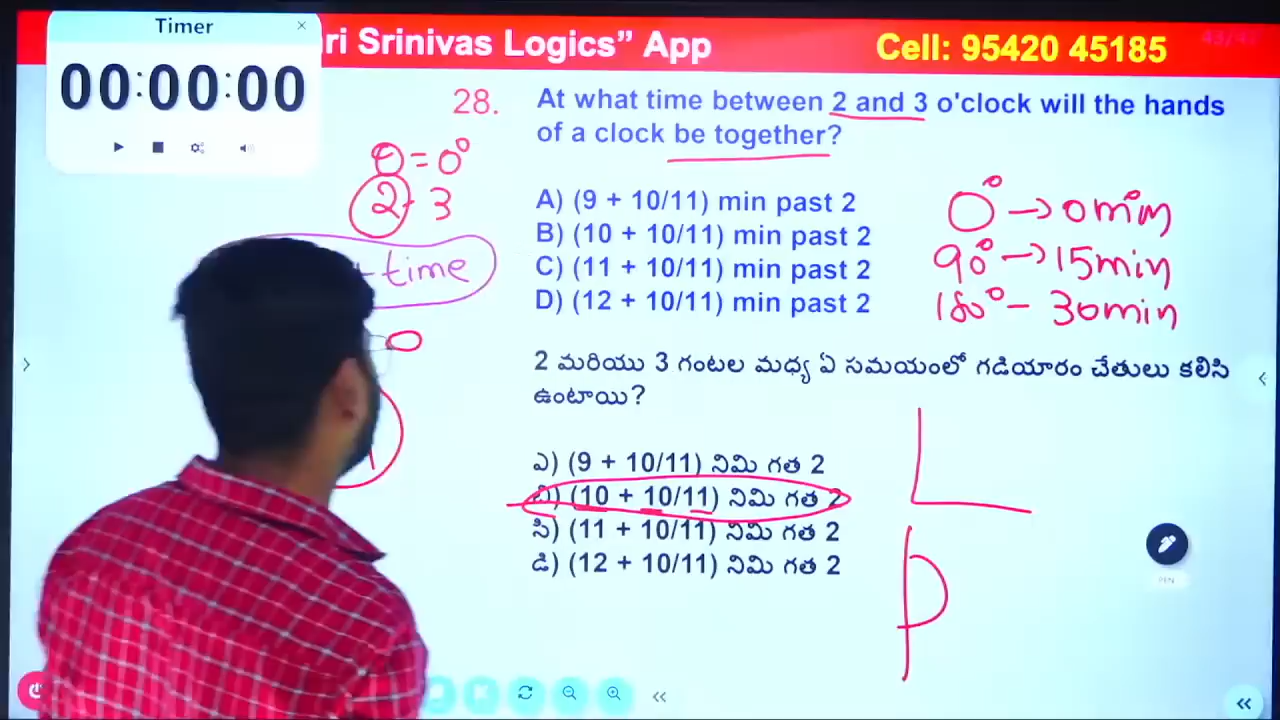 Timer
ri Srinivas Logics” App
Cell: 95420 45185
00:00:00
28.
At what time between 2 and 3 o'clock will the hands
of a clock be together?
A) (9 + 10/11) min past 2
B) (10 + 10/11) min past 2
C) (11 + 10/11) min past 2
D) (12 + 10/11) min past 2
θ = 0°
2 - 3
time
0° → 0 min
90° → 15min
180° - 30min
2 మరియు 3 గంటల మధ్య ఏ సమయంలో గడియారం చేతులు కలిసి
ఉంటాయి?
ఎ) (9 + 10/11) నిమి గత 2
బి) (10 + 10/11) నిమి గత 2
సి) (11 + 10/11) నిమి గత 2
డి) (12 + 10/11) నిమి గత 2
PEN